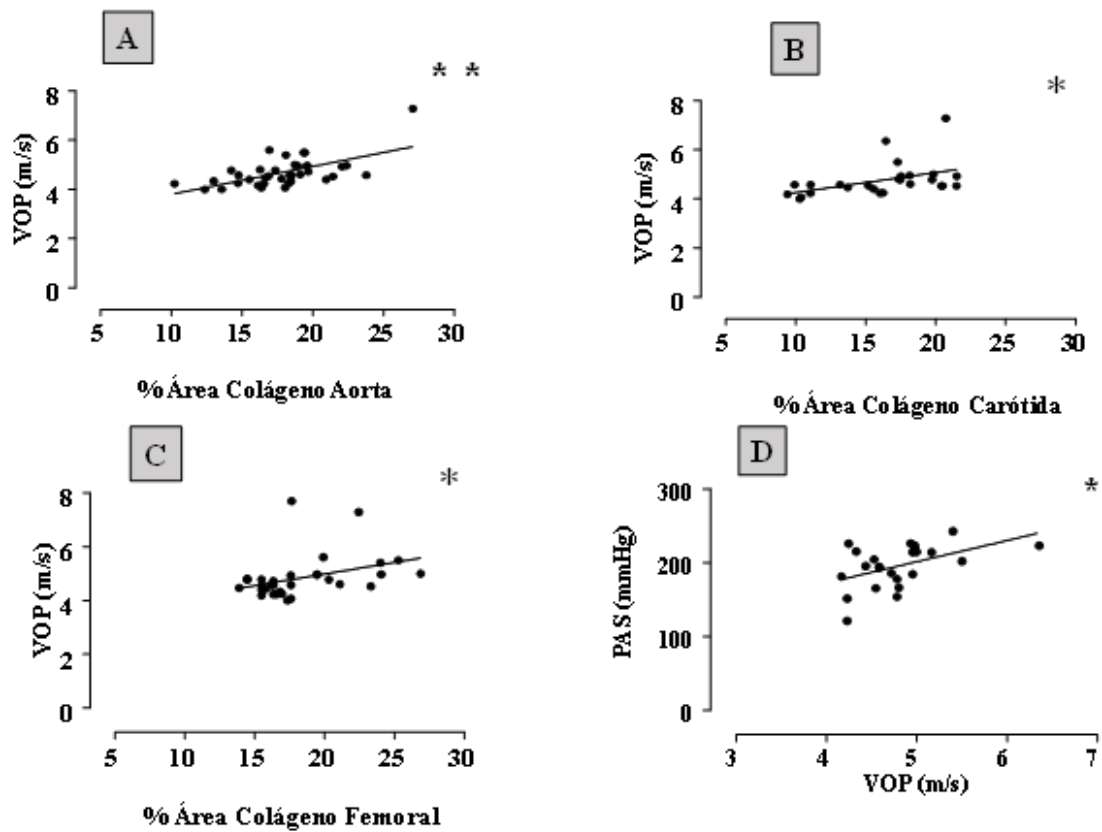 A
* *
8
6
4
2
0
VOP (m/s)
5 10 15 20 25 30
% Área Colágeno Aorta
B
*
8
6
4
2
0
VOP (m/s)
5 10 15 20 25 30
% Área Colágeno Carótida
C
*
8
6
4
2
0
VOP (m/s)
5 10 15 20 25 30
% Área Colágeno Femoral
D
*
300
200
100
0
PAS (mmHg)
3 4 5 6 7
VOP (m/s)